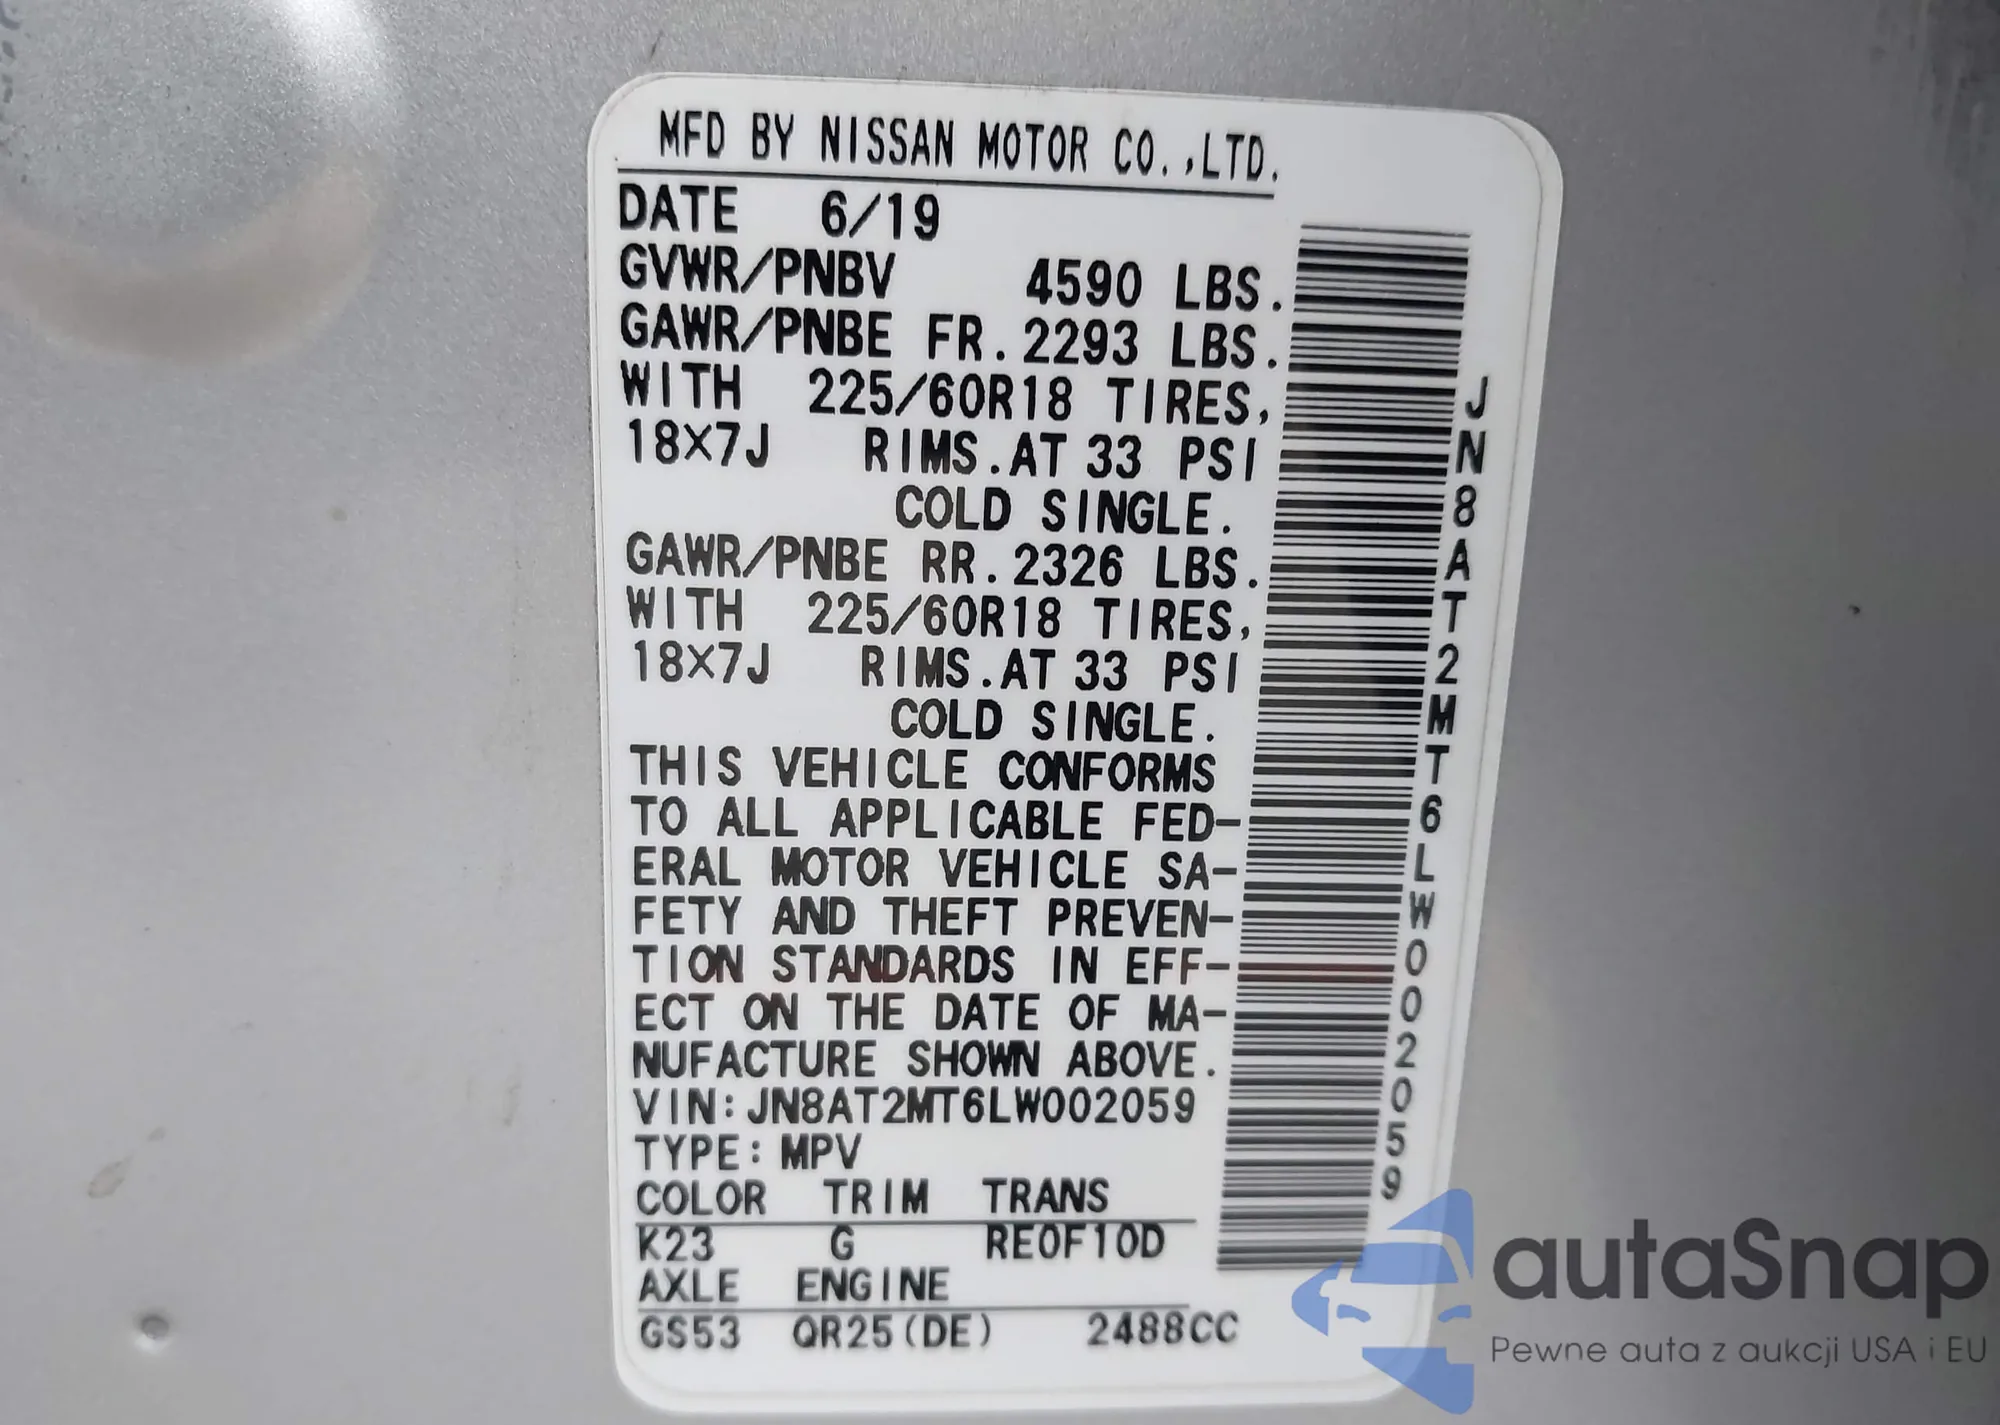 MFD BY NISSAN MOTOR CO.,LTD.
DATE 6/19
GVWR/PNBV 4590 LBS.
GAWR/PNBE FR.2293 LBS.
WITH 225/60R18 TIRES,
18X7J RIMS.AT 33 PSI
COLD SINGLE.
GAWR/PNBE RR.2326 LBS.
WITH 225/60R18 TIRES,
18X7J RIMS.AT 33 PSI
COLD SINGLE.
THIS VEHICLE CONFORMS
TO ALL APPLICABLE FED-
ERAL MOTOR VEHICLE SA-
FETY AND THEFT PREVEN-
TION STANDARDS IN EFF-
ECT ON THE DATE OF MA-
NUFACTURE SHOWN ABOVE.
VIN:JN8AT2MT6LW002059
TYPE:MPV
COLOR TRIM TRANS
K23 G RE0F10D
AXLE ENGINE
GS53 QR25(DE) 2488CC
JN8AT2MT6LW002059
autaSnap
Pewne auta z aukcji USA i EU